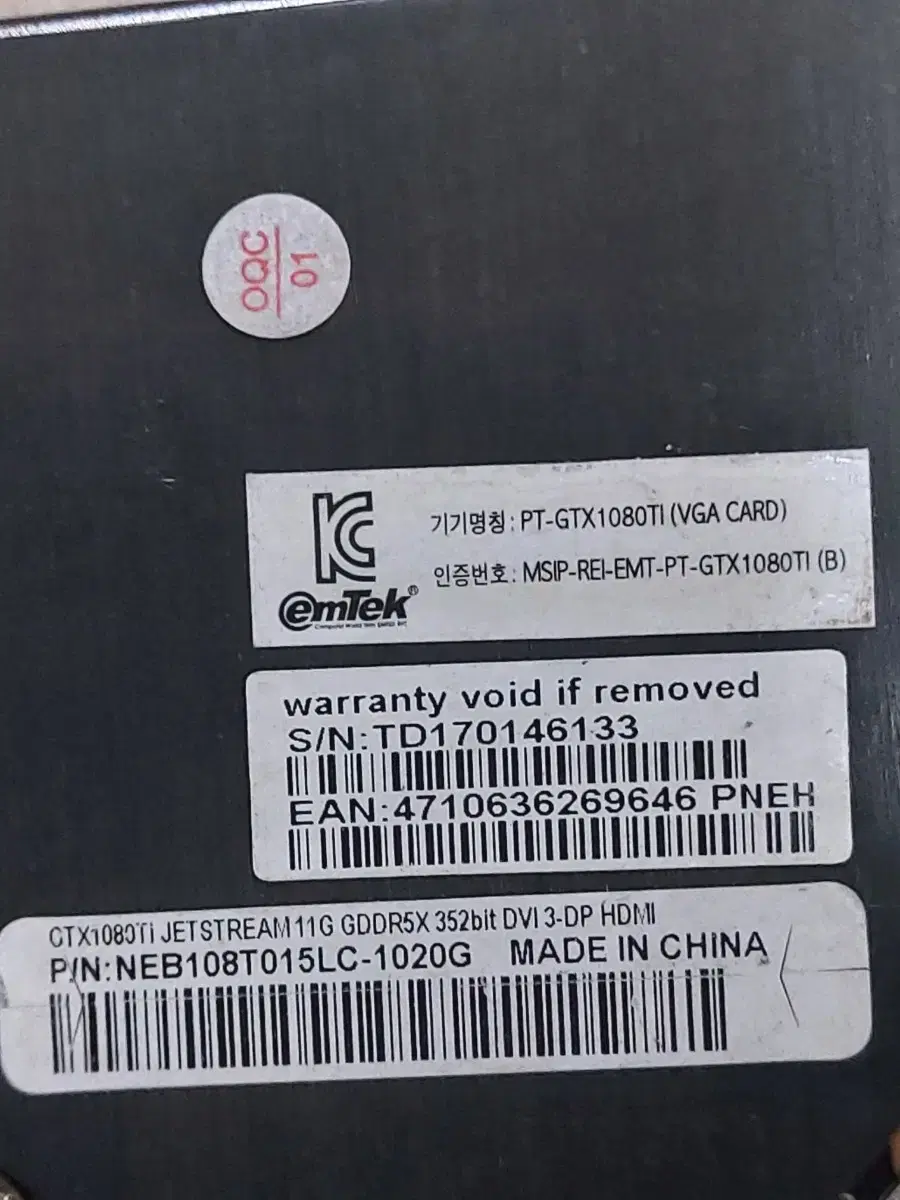 OQC
01
기기명칭: PT-GTX1080TI (VGA CARD)
인증번호: MSIP-REI-EMT-PT-GTX1080TI (B)
emTek®
warranty void if removed
S/N:TD170146133
EAN:4710636269646 PNEH
GTX1080Ti JETSTREAM 11G GDDR5X 352bit DVI 3-DP HDMI
P/N:NEB108T015LC-1020G MADE IN CHINA